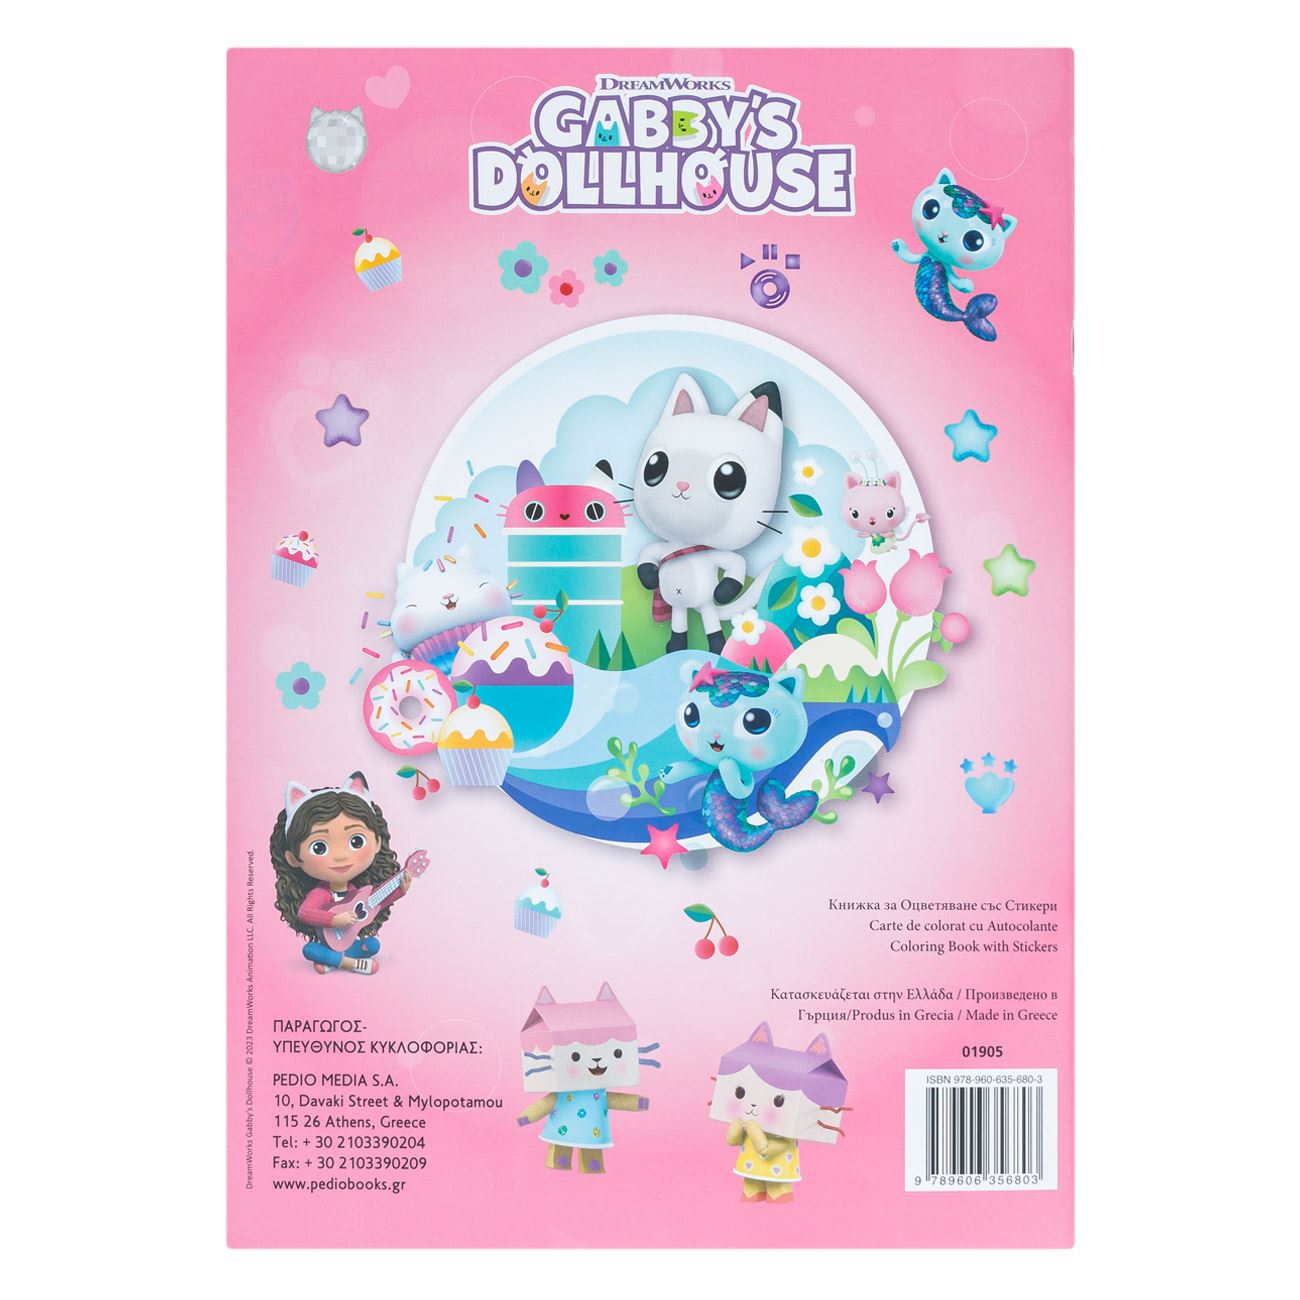 DREAMWORKS
GABBY'S
DOLLHOUSE
Книжка за Оцветяване със Стикери
Carte de colorat cu Autocolante
Coloring Book with Stickers
Κατασκευάζεται στην Ελλάδα / Произведено в
Гърция/Produs în Grecia / Made in Greece
01905
ISBN 978-960-635-680-3
9 789606 356803
ΠΑΡΑΓΩΓΟΣ-
ΥΠΕΥΘΥΝΟΣ ΚΥΚΛΟΦΟΡΙΑΣ:
PEDIO MEDIA S.A.
10, Davaki Street & Mylopotamou
115 26 Athens, Greece
Tel: + 30 2103390204
Fax: + 30 2103390209
www.pediobooks.gr
DreamWorks Gabby's Dollhouse © 2023 DreamWorks Animation LLC. All Rights Reserved.